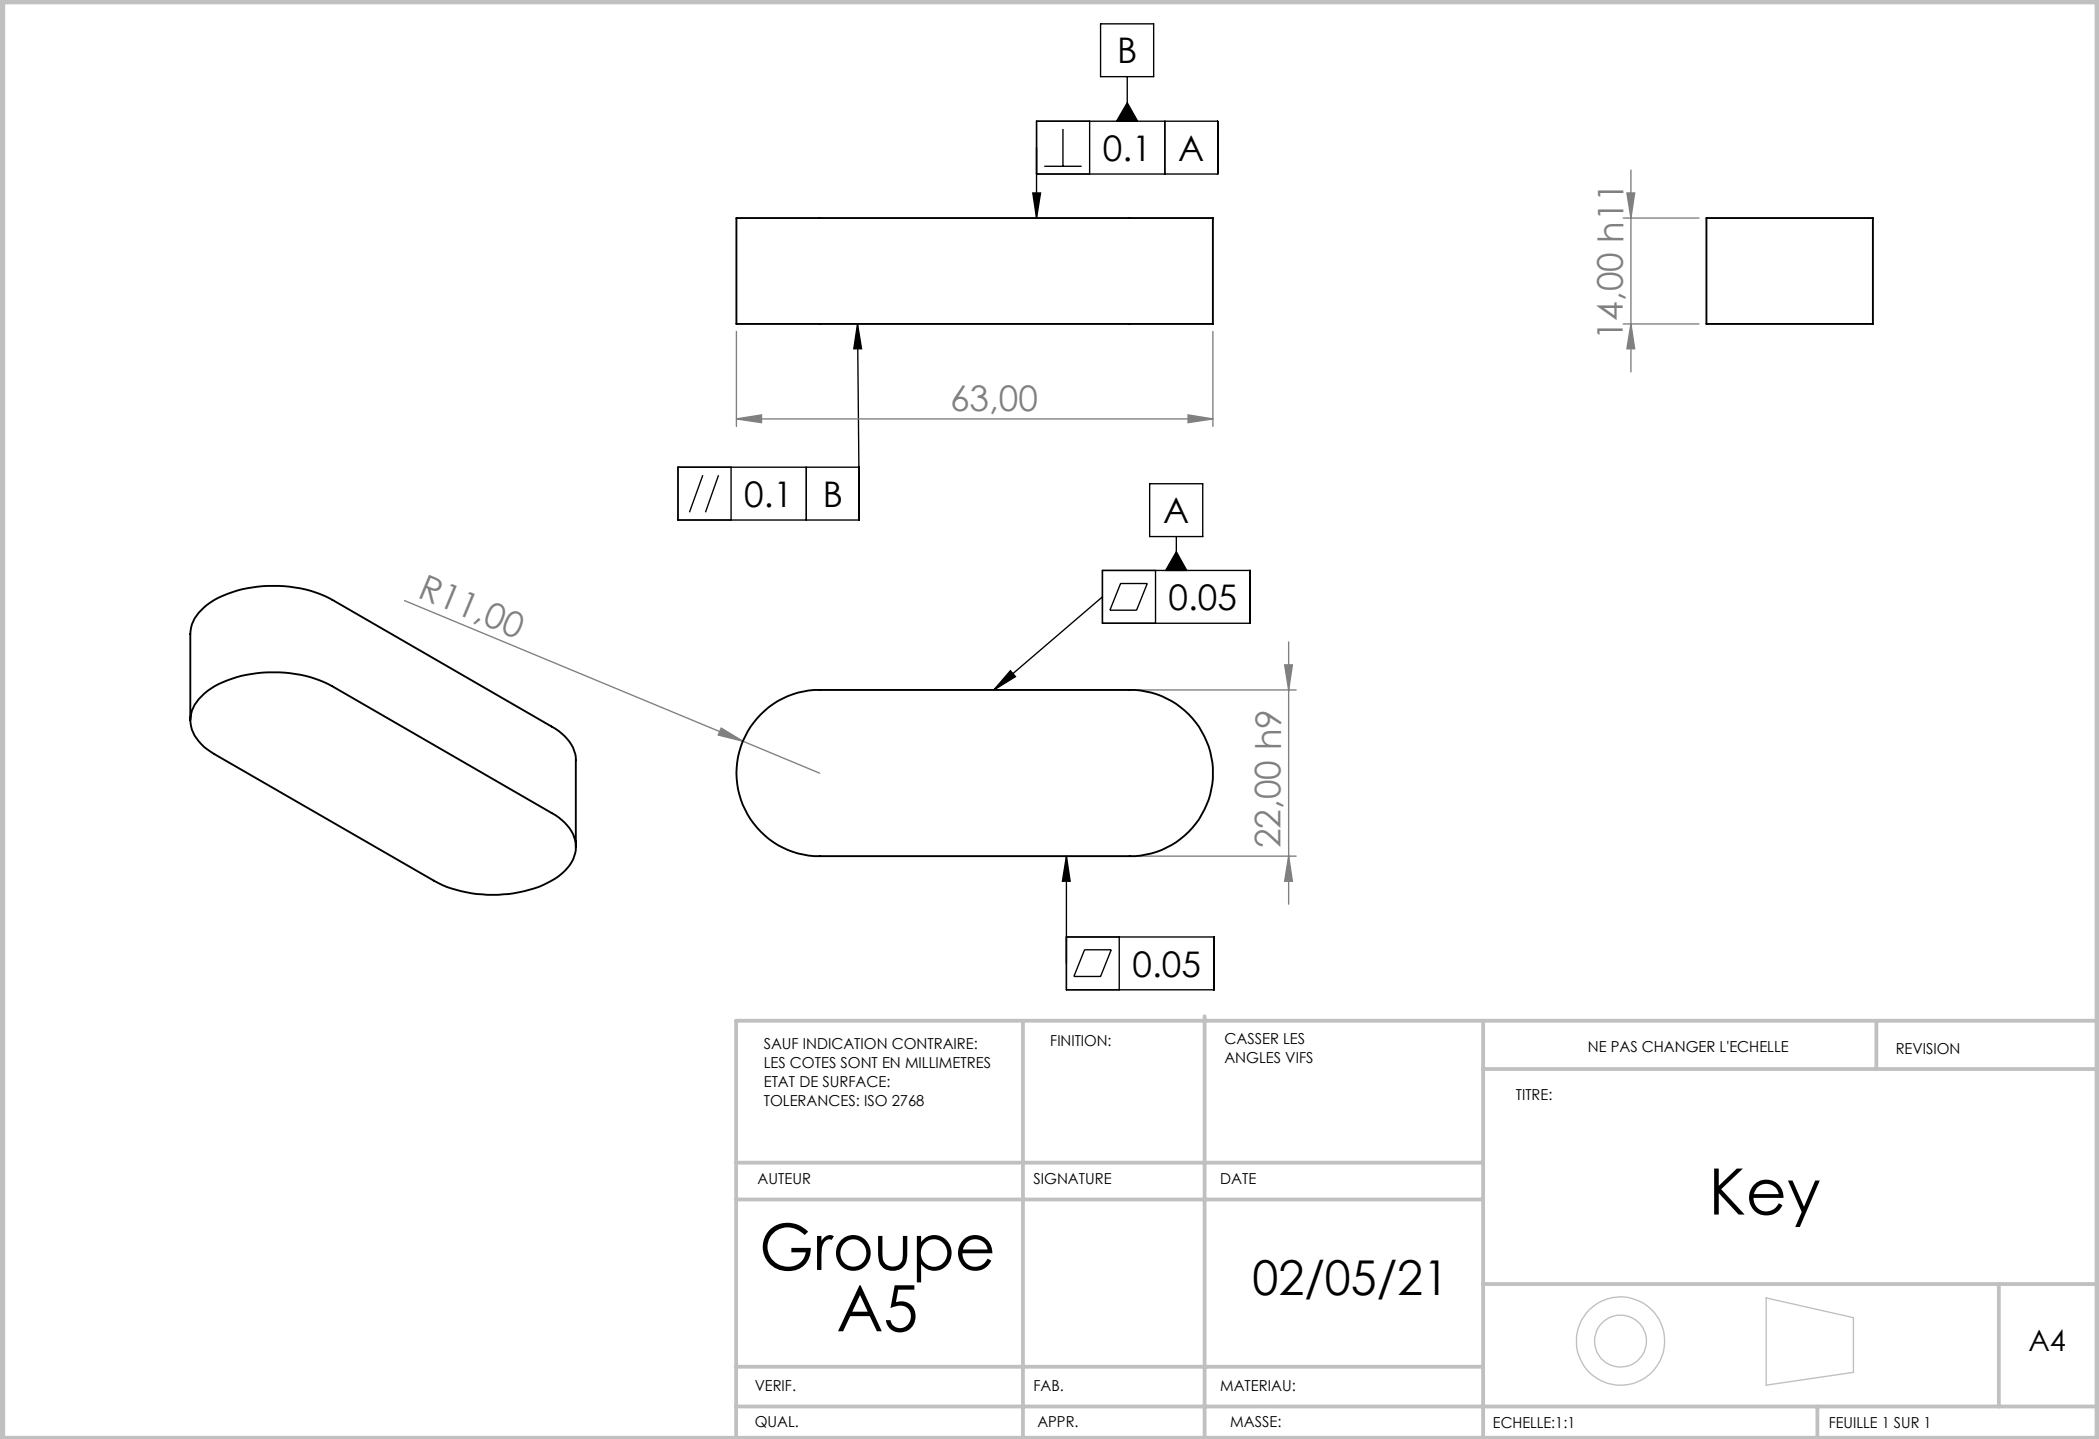 B
⊥ 0.1 A
14,00 h11
63,00
// 0.1 B
A
⏥ 0.05
R11,00
22,00 h9
⏥ 0.05
SAUF INDICATION CONTRAIRE:
LES COTES SONT EN MILLIMETRES
ETAT DE SURFACE:
TOLERANCES: ISO 2768
FINITION:
CASSER LES
ANGLES VIFS
NE PAS CHANGER L'ECHELLE
REVISION
TITRE:
Key
AUTEUR
SIGNATURE
DATE
Groupe
A5
02/05/21
A4
VERIF.
FAB.
MATERIAU:
QUAL.
APPR.
MASSE:
ECHELLE:1:1
FEUILLE 1 SUR 1